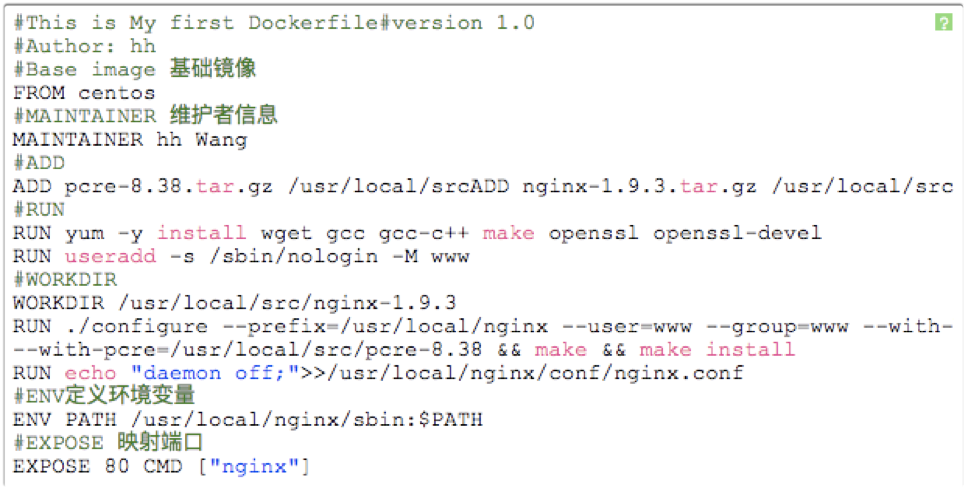 #This is My first Dockerfile#version 1.0
#Author: hh
#Base image 基础镜像
FROM centos
#MAINTAINER 维护者信息
MAINTAINER hh Wang
#ADD
ADD pcre-8.38.tar.gz /usr/local/srcADD nginx-1.9.3.tar.gz /usr/local/src
#RUN
RUN yum -y install wget gcc gcc-c++ make openssl openssl-devel
RUN useradd -s /sbin/nologin -M www
#WORKDIR
WORKDIR /usr/local/src/nginx-1.9.3
RUN ./configure --prefix=/usr/local/nginx --user=www --group=www --with-
--with-pcre=/usr/local/src/pcre-8.38 && make && make install
RUN echo "daemon off;">>/usr/local/nginx/conf/nginx.conf
#ENV定义环境变量
ENV PATH /usr/local/nginx/sbin:$PATH
#EXPOSE 映射端口
EXPOSE 80 CMD ["nginx"]